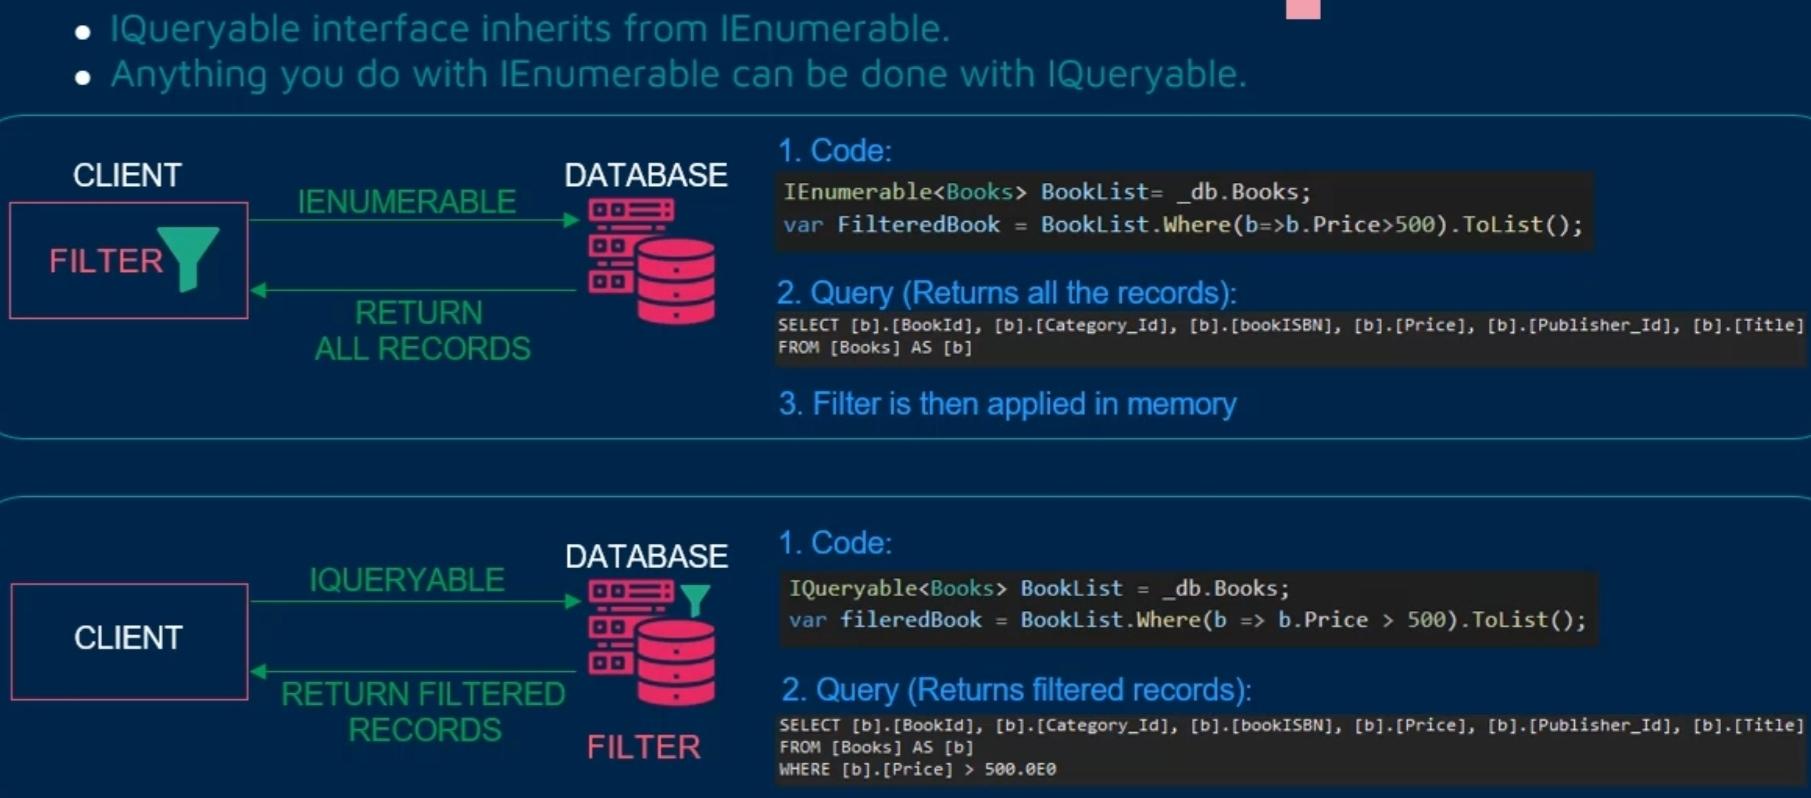 • IQueryable interface inherits from IEnumerable.
• Anything you do with IEnumerable can be done with IQueryable.
CLIENT
FILTER
IENUMERABLE
RETURN
ALL RECORDS
DATABASE
1. Code:
IEnumerable<Books> BookList= _db.Books;
var FilteredBook = BookList.Where(b=>b.Price>500).ToList();
2. Query (Returns all the records):
SELECT [b].[BookId], [b].[Category_Id], [b].[bookISBN], [b].[Price], [b].[Publisher_Id], [b].[Title]
FROM [Books] AS [b]
3. Filter is then applied in memory
CLIENT
IQUERYABLE
RETURN FILTERED
RECORDS
DATABASE
FILTER
1. Code:
IQueryable<Books> BookList = _db.Books;
var fileredBook = BookList.Where(b => b.Price > 500).ToList();
2. Query (Returns filtered records):
SELECT [b].[BookId], [b].[Category_Id], [b].[bookISBN], [b].[Price], [b].[Publisher_Id], [b].[Title]
FROM [Books] AS [b]
WHERE [b].[Price] > 500.0E0